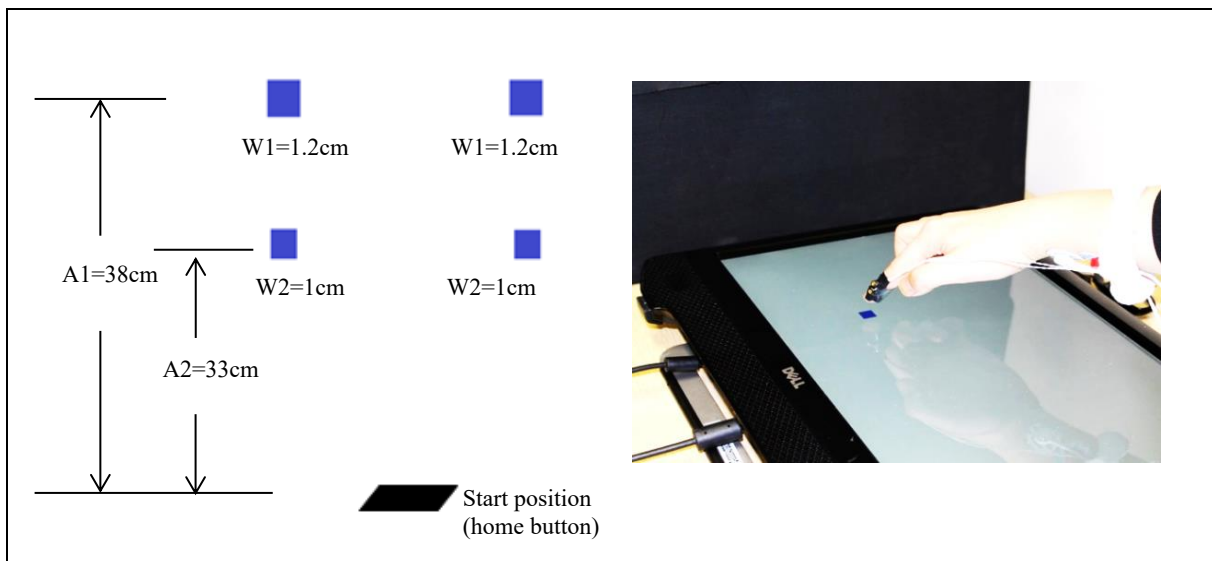 W1=1.2cm
W1=1.2cm
A1=38cm
W2=1cm
W2=1cm
A2=33cm
Start position
(home button)
DELL